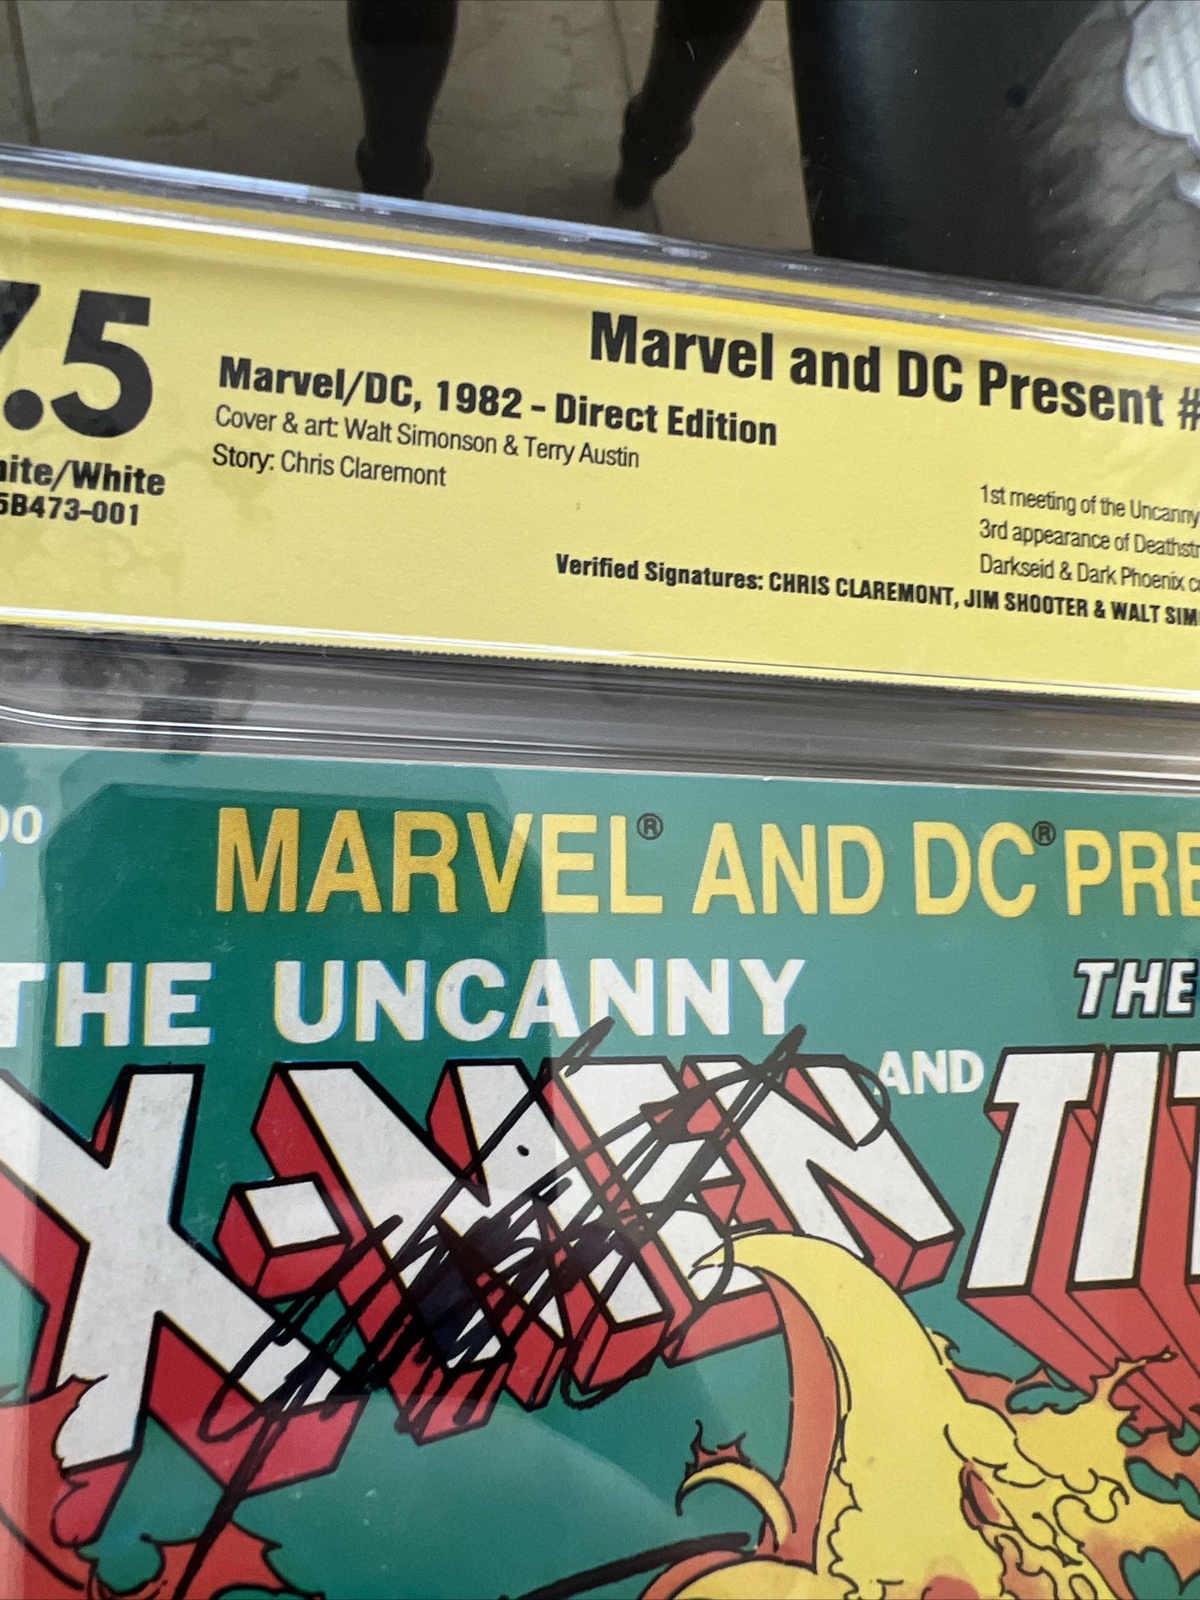 7.5
Marvel and DC Present #
Marvel/DC, 1982 - Direct Edition
Cover & art: Walt Simonson & Terry Austin
Story: Chris Claremont
hite/White
5B473-001
1st meeting of the Uncanny
3rd appearance of Deathstr
Darkseid & Dark Phoenix c
Verified Signatures: CHRIS CLAREMONT, JIM SHOOTER & WALT SIM
00
MARVEL® AND DC® PRE
THE UNCANNY
X-MEN
AND
THE
TIT